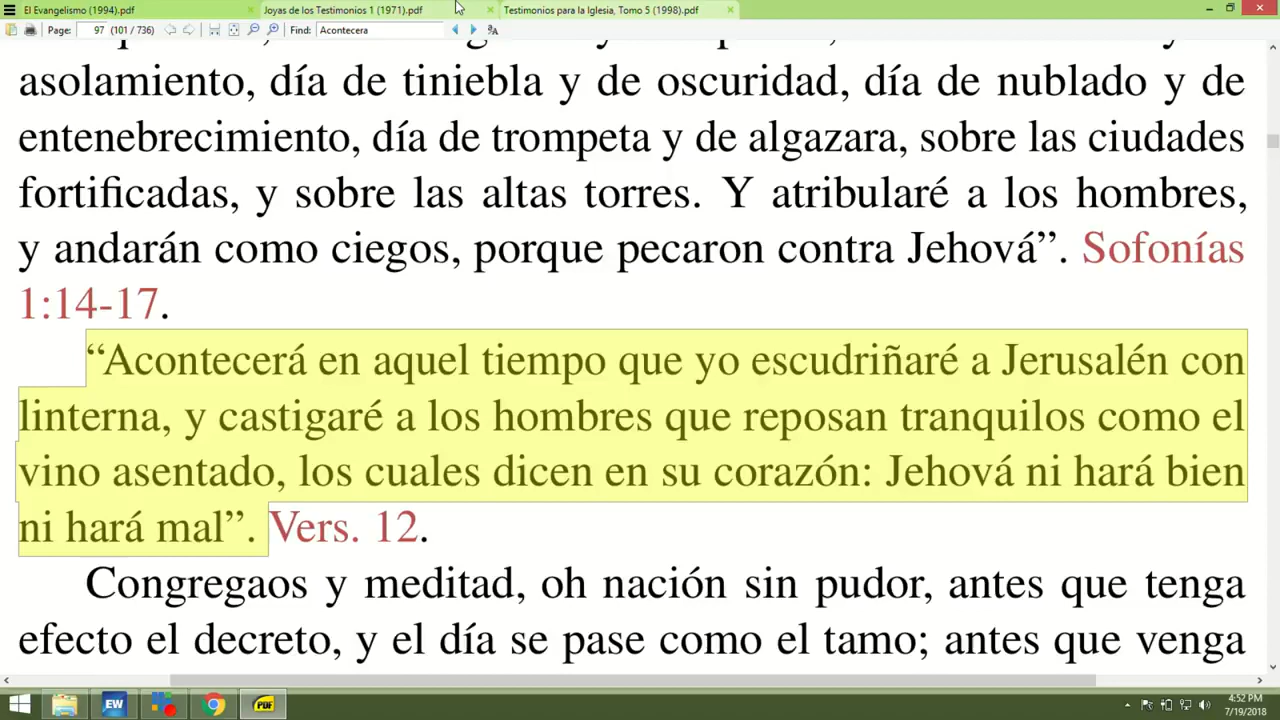 El Evangelismo (1994).pdf
Joyas de los Testimonios 1 (1971).pdf
Testimonios para la Iglesia, Tomo 5 (1998).pdf
Page: 97 (101 / 736) Find: Acontecera
asolamiento, día de tiniebla y de oscuridad, día de nublado y de
entenebrecimiento, día de trompeta y de algazara, sobre las ciudades
fortificadas, y sobre las altas torres. Y atribularé a los hombres,
y andarán como ciegos, porque pecaron contra Jehová”. Sofonías
1:14-17.
“Acontecerá en aquel tiempo que yo escudriñaré a Jerusalén con
linterna, y castigaré a los hombres que reposan tranquilos como el
vino asentado, los cuales dicen en su corazón: Jehová ni hará bien
ni hará mal”. Vers. 12.
Congregaos y meditad, oh nación sin pudor, antes que tenga
efecto el decreto, y el día se pase como el tamo; antes que venga
EW
PDF
4:52 PM
7/19/2018